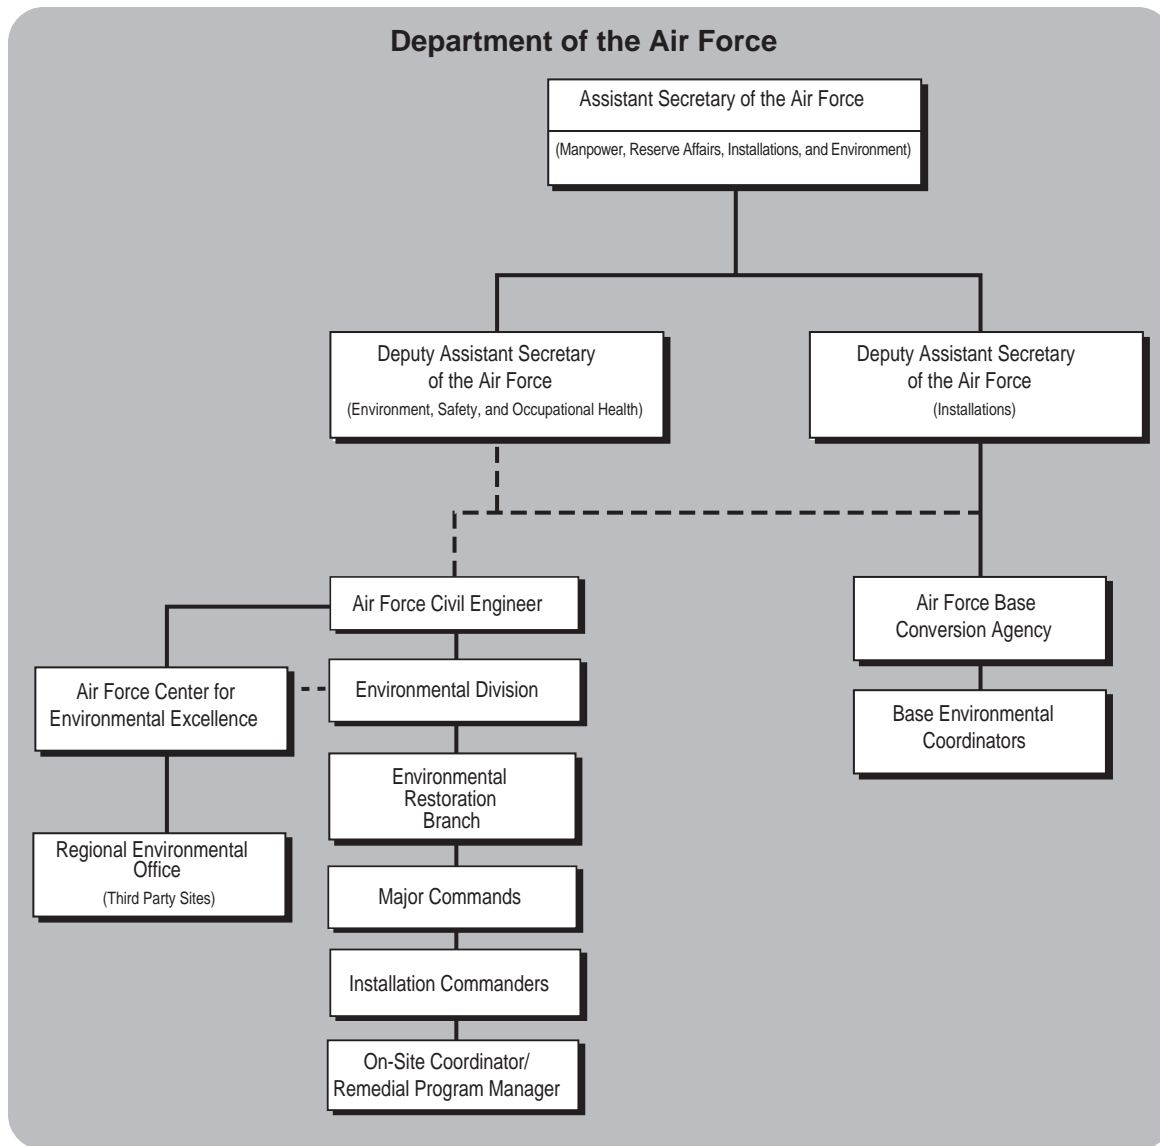 Department of the Air Force
Assistant Secretary of the Air Force
(Manpower, Reserve Affairs, Installations, and Environment)
Deputy Assistant Secretary
of the Air Force
(Environment, Safety, and Occupational Health)
Deputy Assistant Secretary
of the Air Force
(Installations)
Air Force Civil Engineer
Air Force Base
Conversion Agency
Air Force Center for
Environmental Excellence
Environmental Division
Base Environmental
Coordinators
Environmental
Restoration
Branch
Regional Environmental
Office
(Third Party Sites)
Major Commands
Installation Commanders
On-Site Coordinator/
Remedial Program Manager